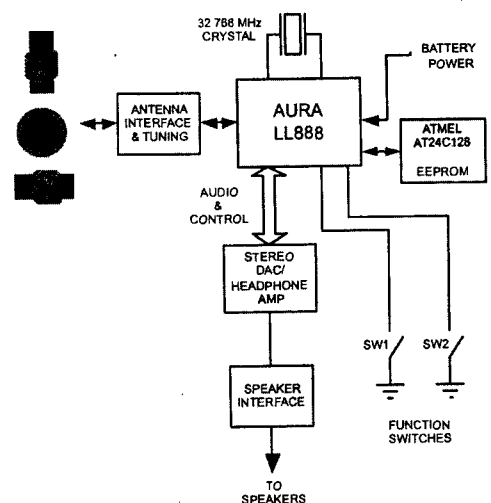 32 768 MHz
CRYSTAL
BATTERY
POWER
ANTENNA
INTERFACE
& TUNING
AURA
LL888
ATMEL
AT24C128
EEPROM
AUDIO
&
CONTROL
STEREO
DAC/
HEADPHONE
AMP
SW1
SW2
SPEAKER
INTERFACE
FUNCTION
SWITCHES
TO
SPEAKERS